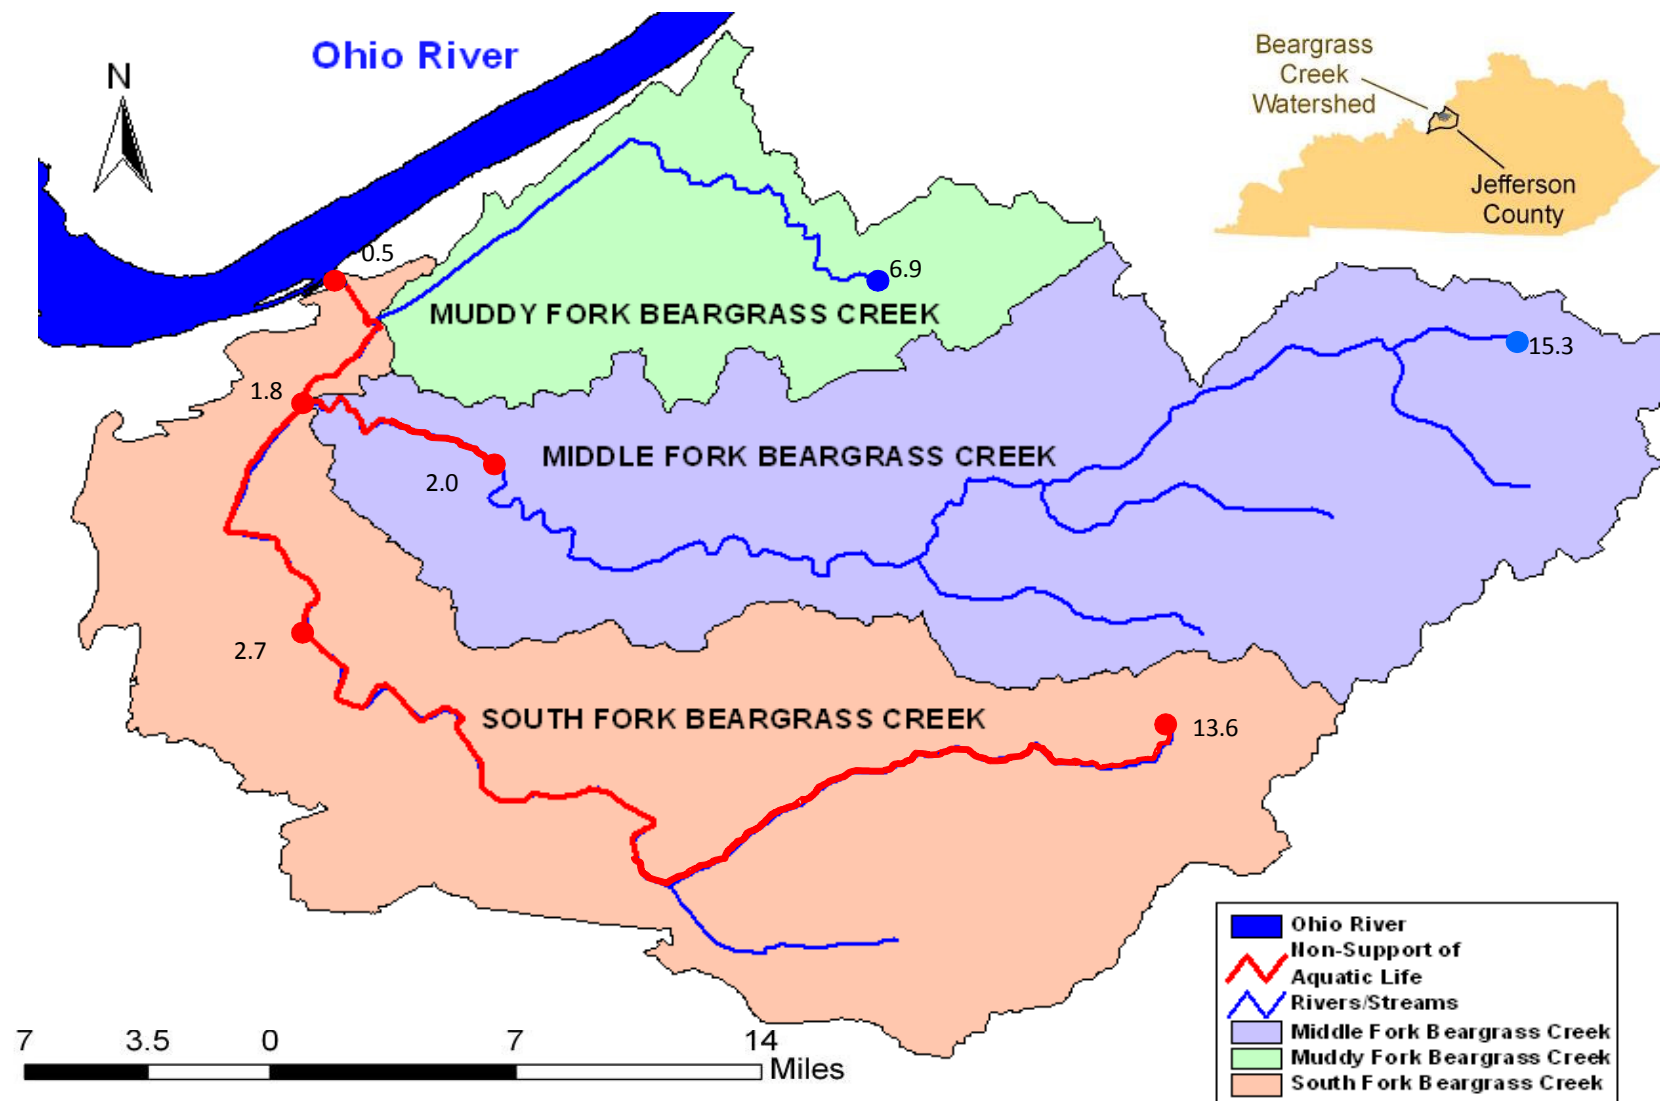 Ohio River
N
Beargrass
Creek
Watershed
Jefferson
County
0.5
6.9
MUDDY FORK BEARGRASS CREEK
15.3
1.8
MIDDLE FORK BEARGRASS CREEK
2.0
2.7
SOUTH FORK BEARGRASS CREEK
13.6
Ohio River
Non-Support of
Aquatic Life
Rivers/Streams
Middle Fork Beargrass Creek
Muddy Fork Beargrass Creek
South Fork Beargrass Creek
7 3.5 0 7 14
Miles